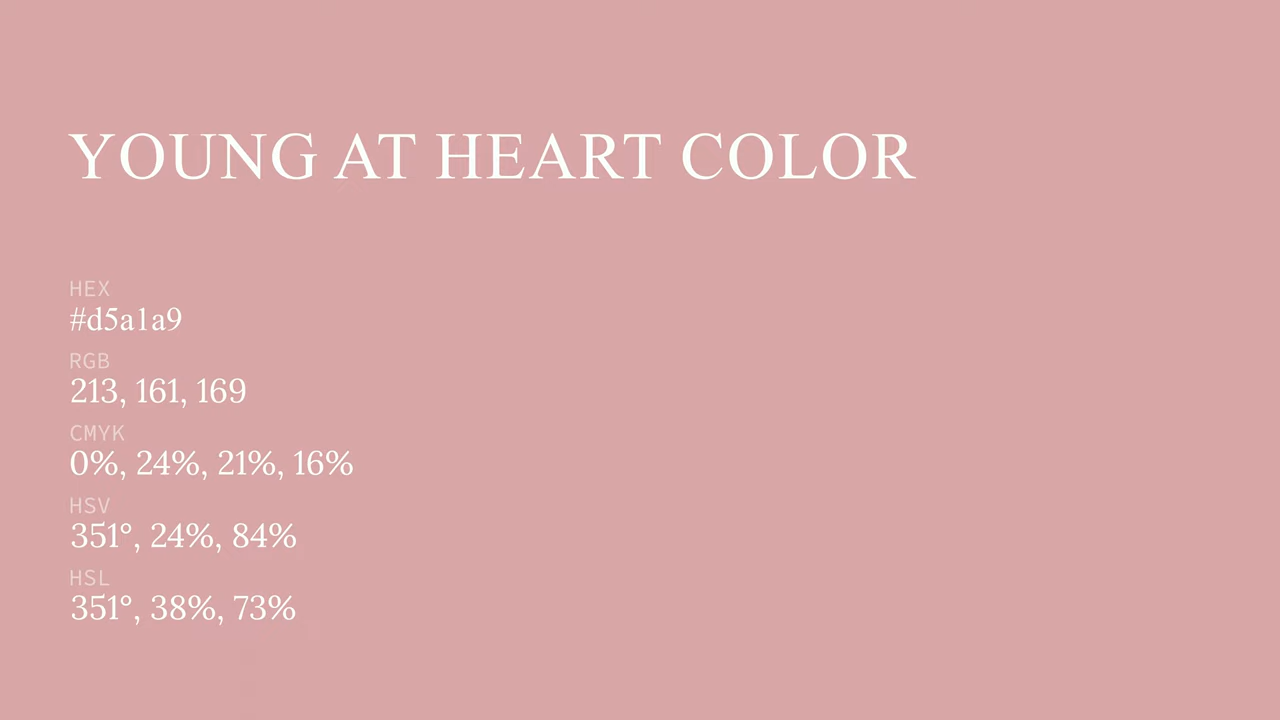 YOUNG AT HEART COLOR
HEX
#d5a1a9
RGB
213, 161, 169
CMYK
0%, 24%, 21%, 16%
HSV
351°, 24%, 84%
HSL
351°, 38%, 73%